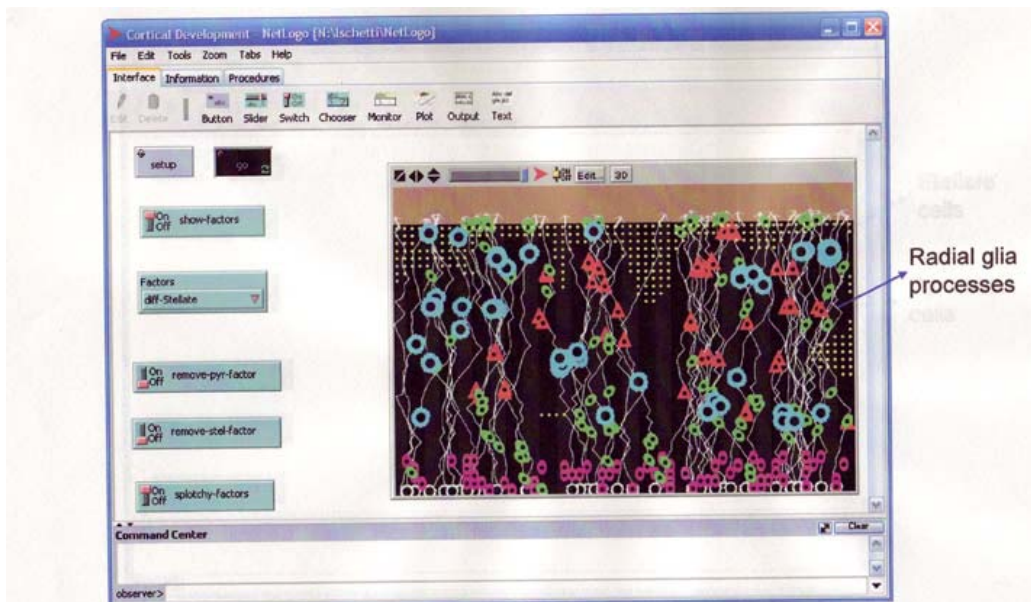 Cortical Development - NetLogo [N:\lschetti\NetLogo]
File Edit Tools Zoom Tabs Help
Interface Information Procedures
Edit Delete Button Slider Switch Chooser Monitor Plot Output Text
setup
go
On
Off
show-factors
Factors
diff-Stellate
On
Off
remove-pyr-factor
On
Off
remove-stel-factor
On
Off
splotchy-factors
Edit... 3D
Stellate
cells
Radial glia
processes
cells
Command Center
Clear
observer>